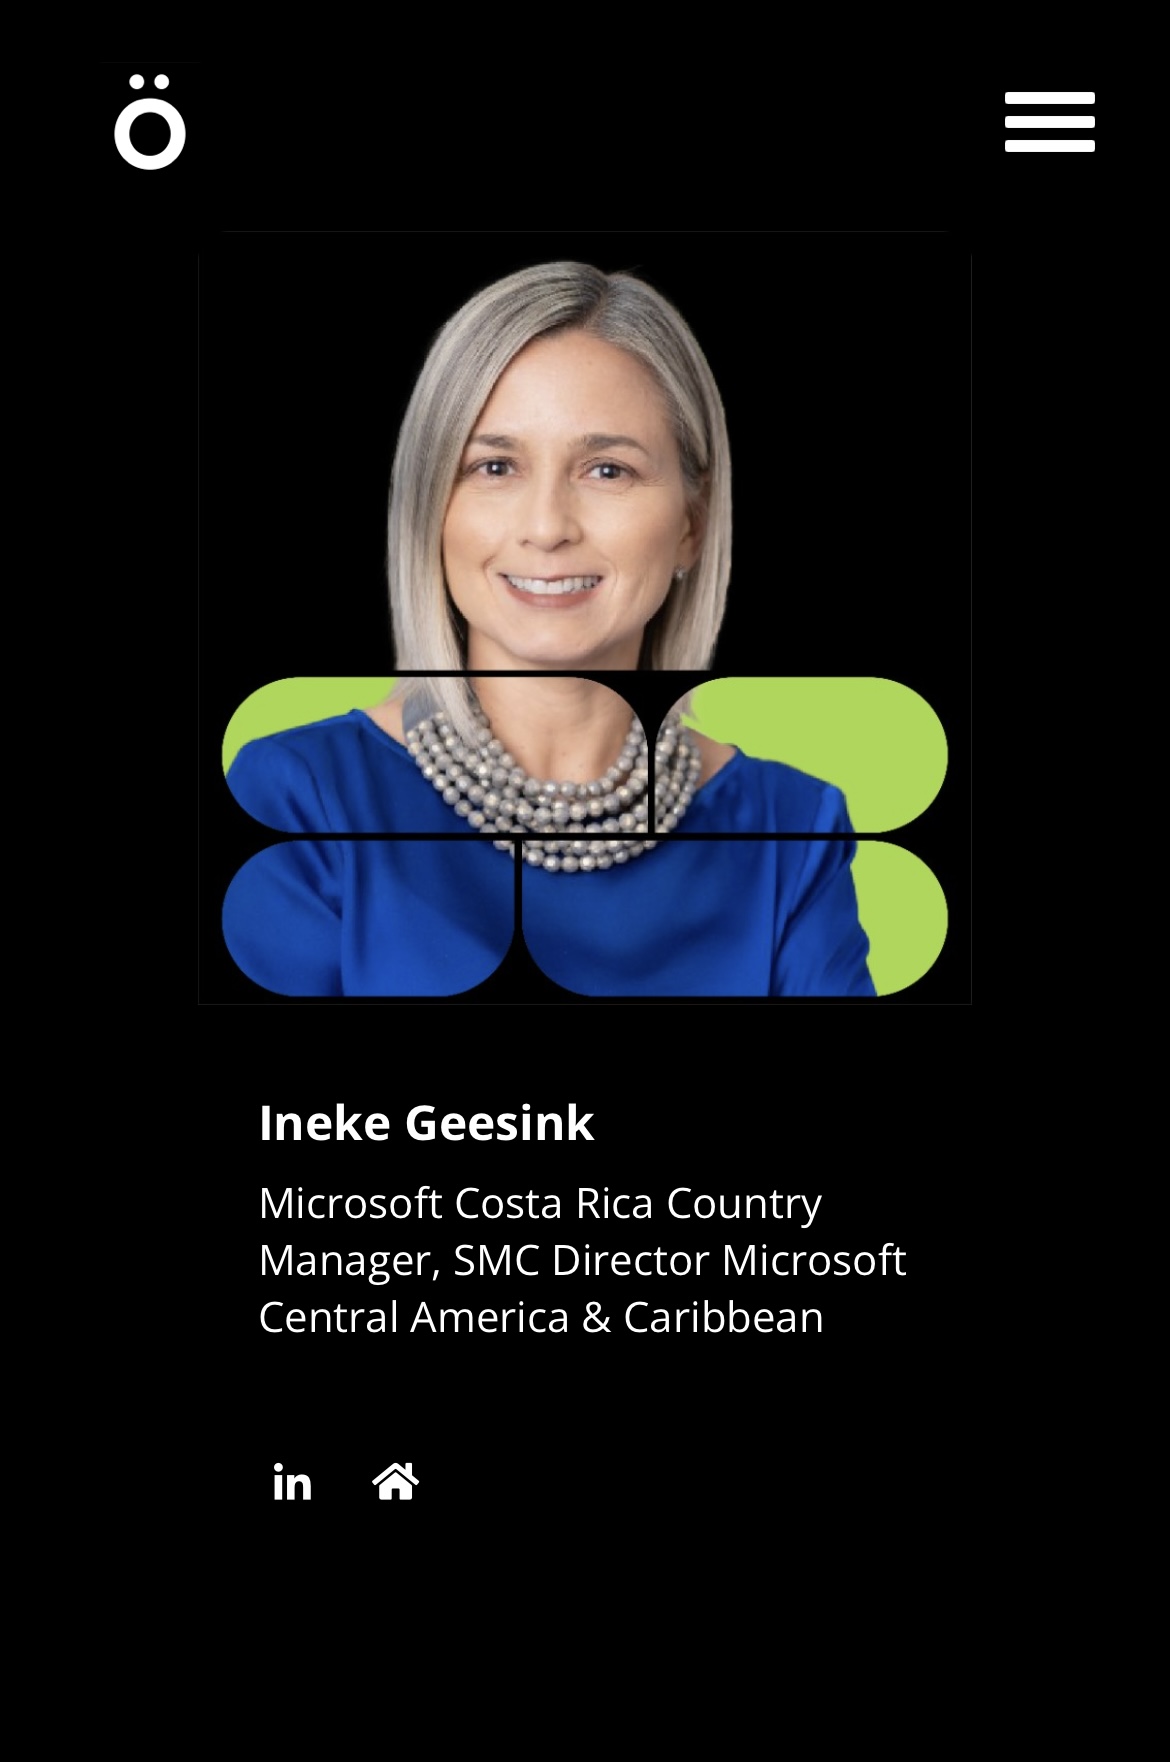 Ö
Ineke Geesink
Microsoft Costa Rica Country
Manager, SMC Director Microsoft
Central America & Caribbean
in